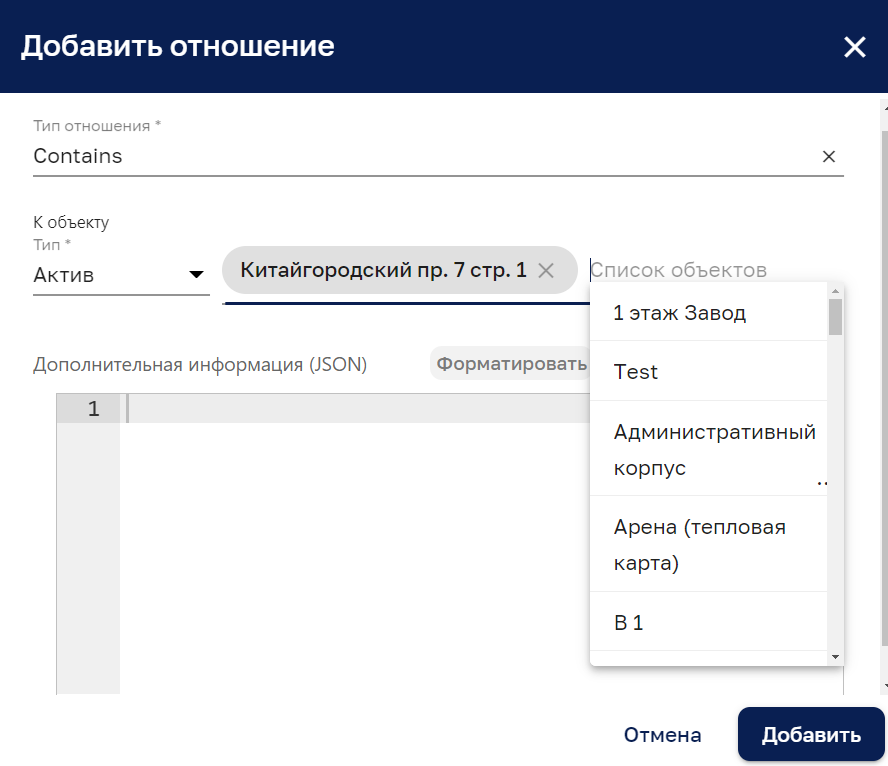 Добавить отношение
Тип отношения *
Contains
К объекту
Тип *
Актив
Китайгородский пр. 7 стр. 1
Список объектов
1 этаж Завод
Test
Административный
корпус
..
Арена (тепловая
карта)
B 1
Дополнительная информация (JSON)
Форматировать
1
Отмена
Добавить